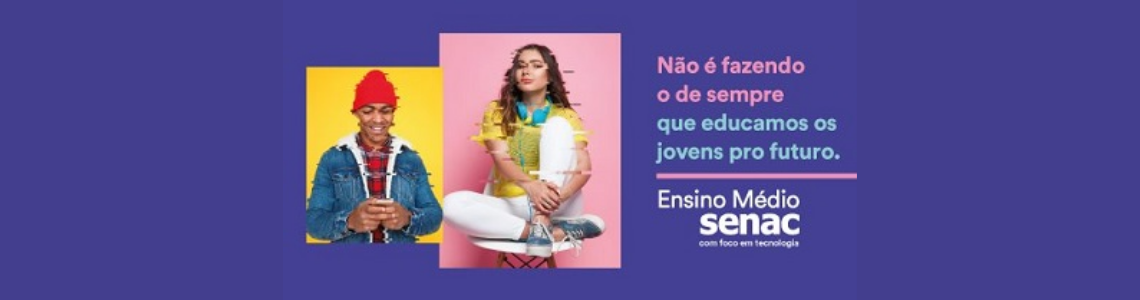 Não é fazendo
o de sempre
que educamos os
jovens pro futuro.
Ensino Médio
senac
com foco em tecnologia